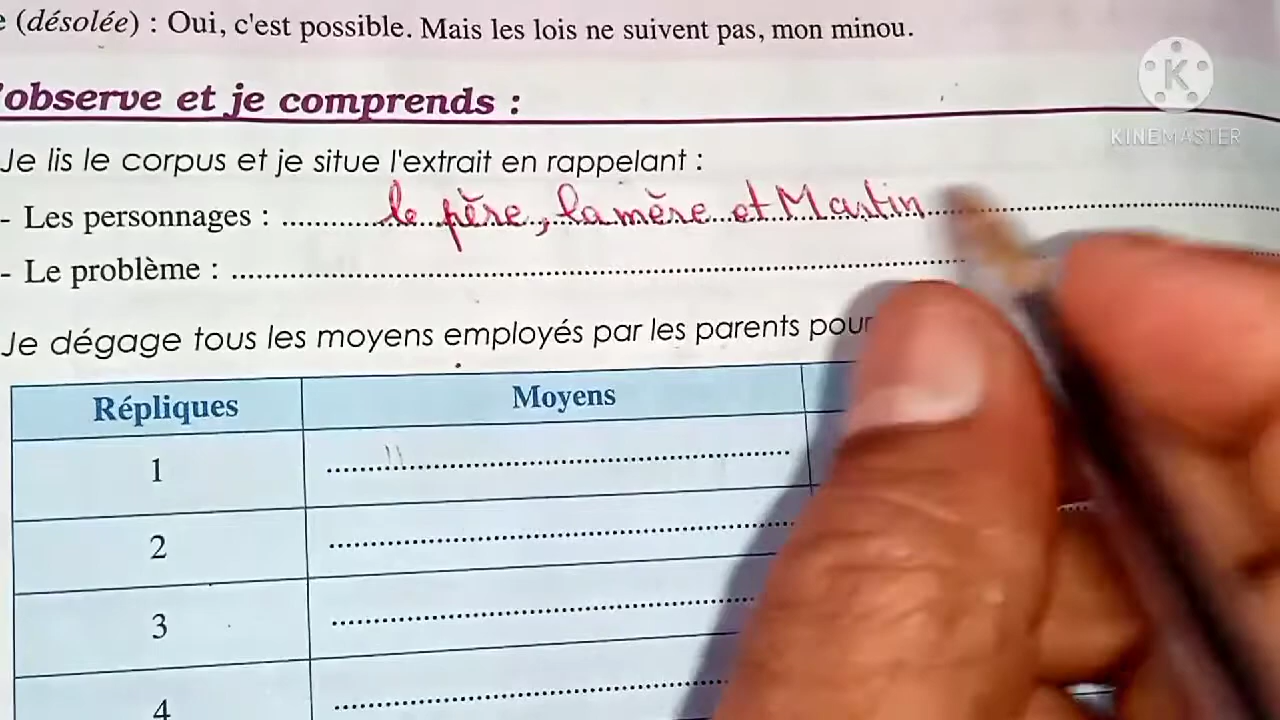 e (désolée) : Oui, c'est possible. Mais les lois ne suivent pas, mon minou.
'observe et je comprends :
KINEMASTER
Je lis le corpus et je situe l'extrait en rappelant :
- Les personnages : .......... le père, la mère et Martin ..........
- Le problème : ..........
Je dégage tous les moyens employés par les parents pour
Répliques Moyens
1 ..........
2 ..........
3 ..........
4 ..........